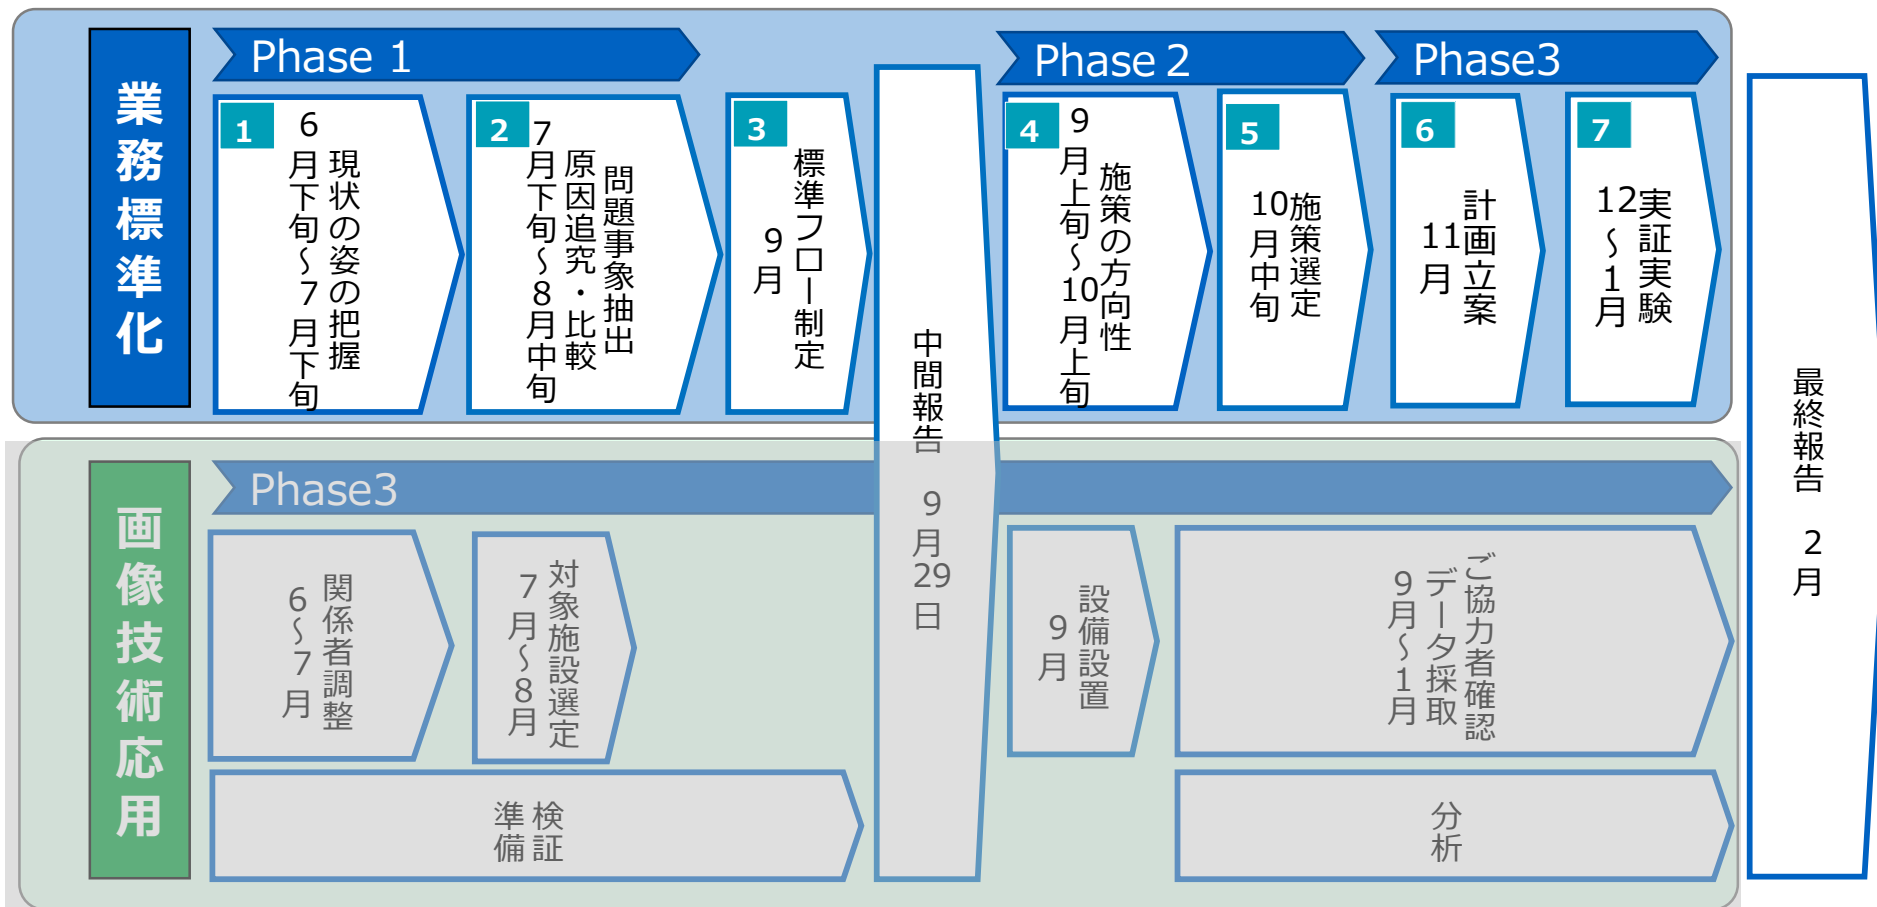 業務標準化
Phase 1
1
現状の姿の把握
6月下旬~7月下旬
2
問題事象抽出
原因追究・比較
7月下旬~8月中旬
3
標準フロー制定
9月
中間報告 9月29日
Phase 2
4
施策の方向性
9月上旬~10月上旬
5
施策選定
10月中旬
Phase3
6
計画立案
11月
7
実証実験
12~1月
最終報告 2月
画像技術応用
Phase3
関係者調整
6~7月
対象施設選定
7月~8月
設備設置
9月
ご協力者確認
データ採取
9月~1月
検証
準備
分析